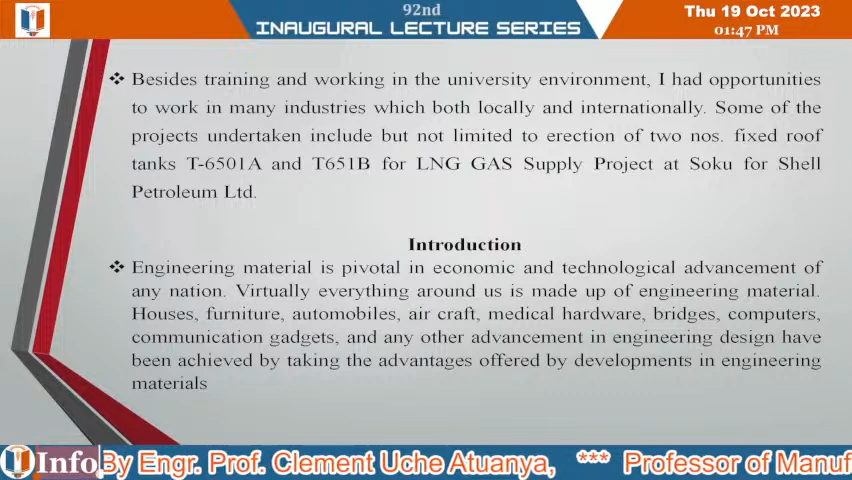 92nd
INAUGURAL LECTURE SERIES
Thu 19 Oct 2023
01:47 PM
❖ Besides training and working in the university environment, I had opportunities
to work in many industries which both locally and internationally. Some of the
projects undertaken include but not limited to erection of two nos. fixed roof
tanks T-6501A and T651B for LNG GAS Supply Project at Soku for Shell
Petroleum Ltd.
Introduction
❖ Engineering material is pivotal in economic and technological advancement of
any nation. Virtually everything around us is made up of engineering material.
Houses, furniture, automobiles, air craft, medical hardware, bridges, computers,
communication gadgets, and any other advancement in engineering design have
been achieved by taking the advantages offered by developments in engineering
materials
Info By Engr. Prof. Clement Uche Atuanya, *** Professor of Manuf